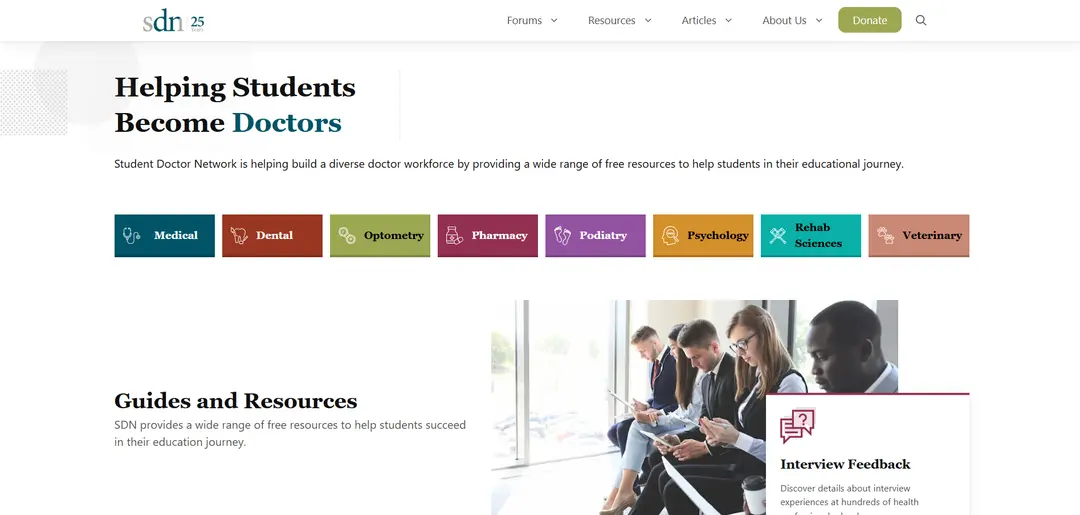 sdn 25
YEARS
Forums
Resources
Articles
About Us
Donate
Helping Students
Become Doctors
Student Doctor Network is helping build a diverse doctor workforce by providing a wide range of free resources to help students in their educational journey.
Medical
Dental
Optometry
Pharmacy
Podiatry
Psychology
Rehab
Sciences
Veterinary
Guides and Resources
SDN provides a wide range of free resources to help students succeed
in their education journey.
?
Interview Feedback
Discover details about interview
experiences at hundreds of health